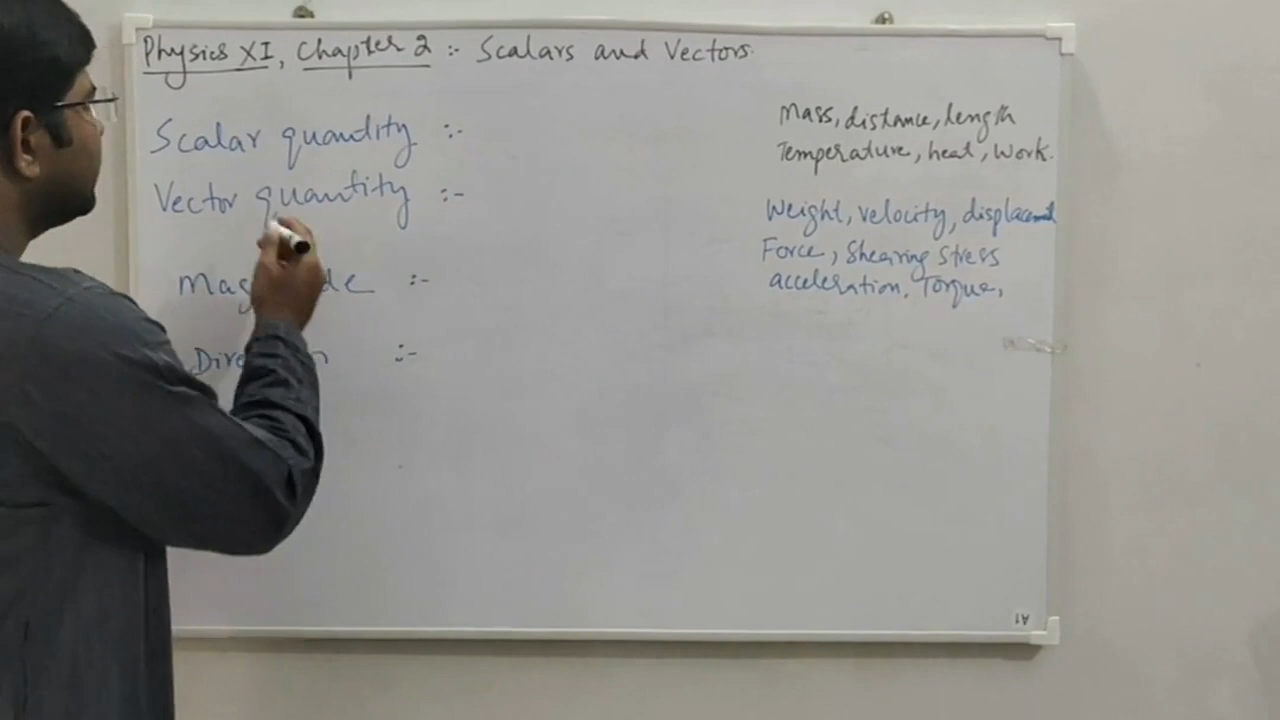 Physics XI, Chapter 2 :- Scalars and Vectors.
Scalar quantity :-
Mass, distance, length
Temperature, heat, Work.
Vector quantity :-
Weight, velocity, displacement
Force, Shearing stress
acceleration, Torque,
:-
:-
A1